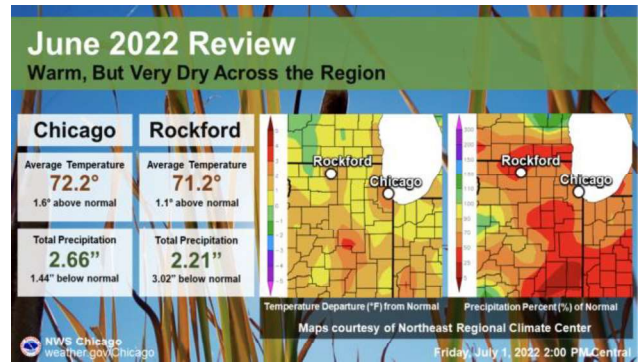 June 2022 Review
Warm, But Very Dry Across the Region
Chicago
Rockford
Average Temperature
72.2°
1.6° above normal
Average Temperature
71.2°
1.1° above normal
Total Precipitation
2.66”
1.44” below normal
Total Precipitation
2.21”
3.02” below normal
Rockford
Chicago
Rockford
Chicago
Temperature Departure (°F) from Normal
Precipitation Percent(%) of Normal
Maps courtesy of Northeast Regional Climate Center
NWS Chicago
weather.gov/Chicago
Friday, July 1, 2022 2:00 PM Central